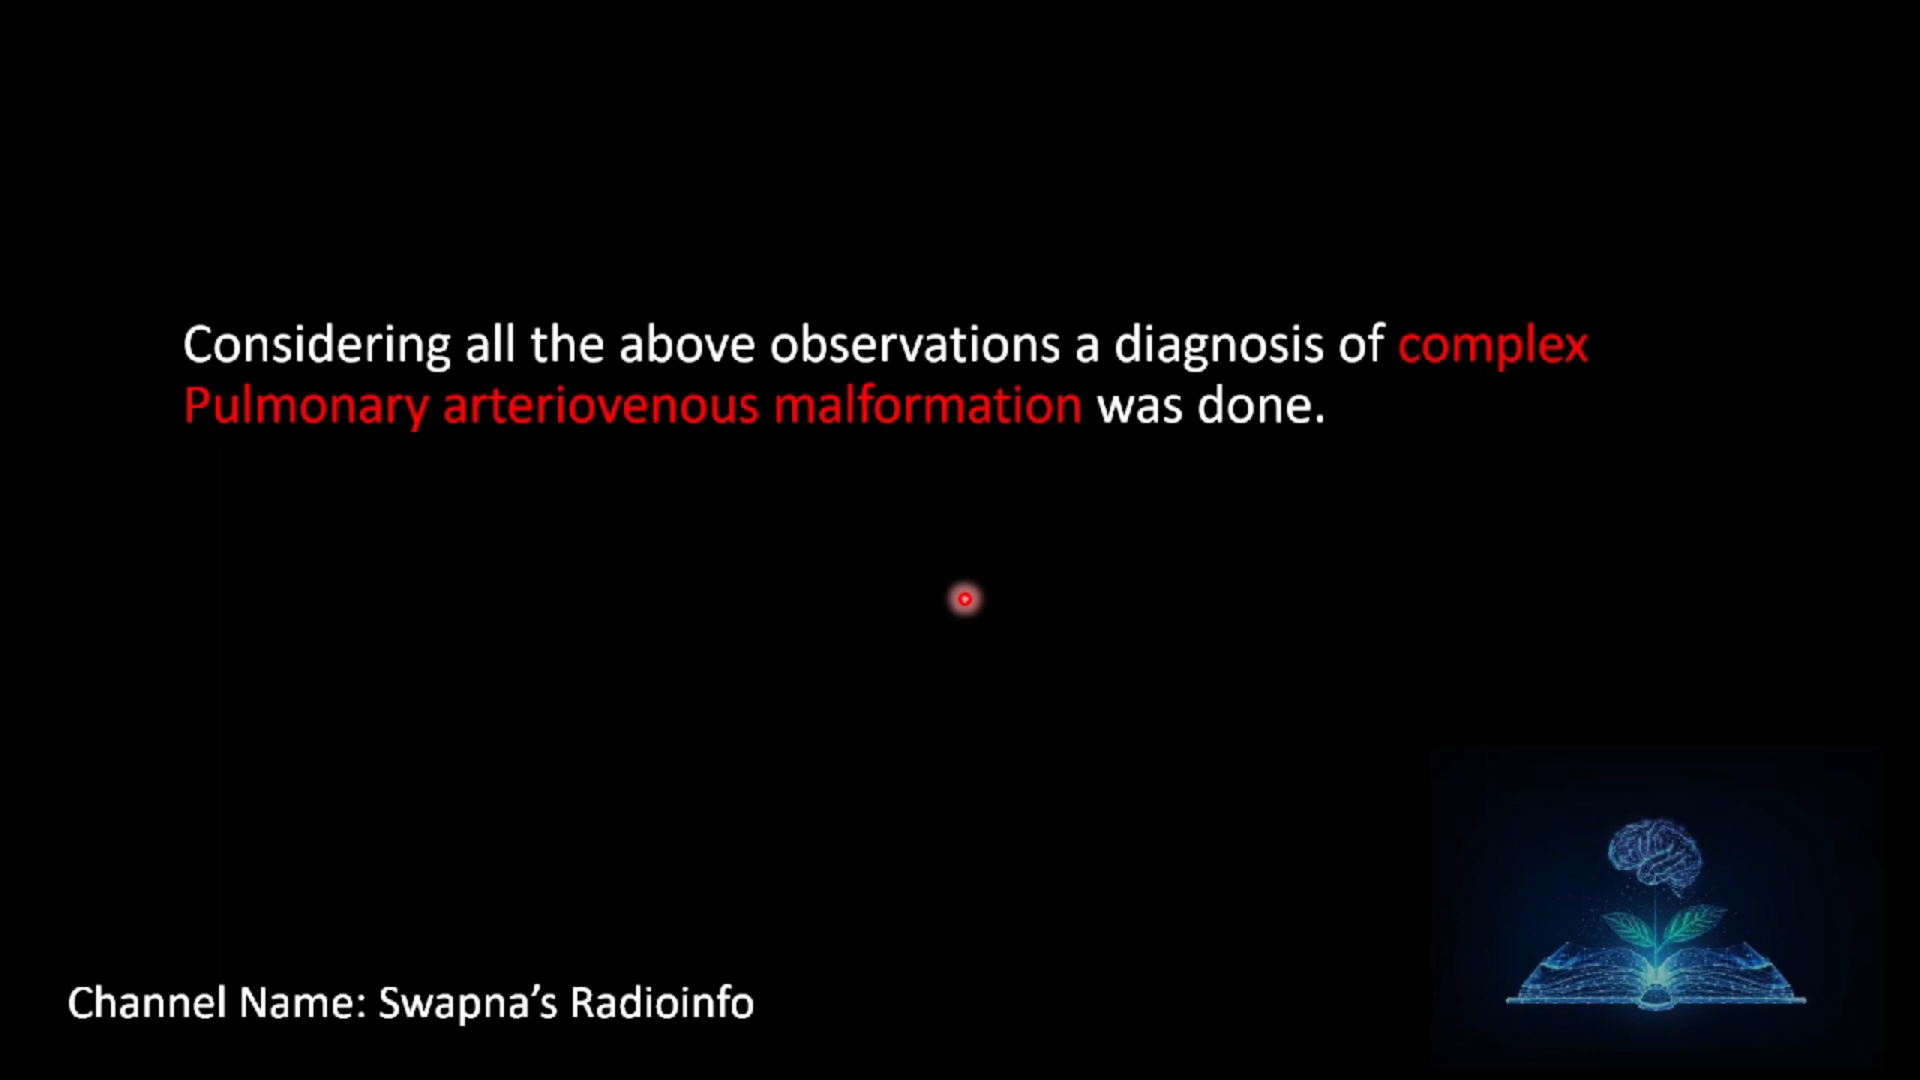 Considering all the above observations a diagnosis of complex
Pulmonary arteriovenous malformation was done.
Channel Name: Swapna’s Radioinfo